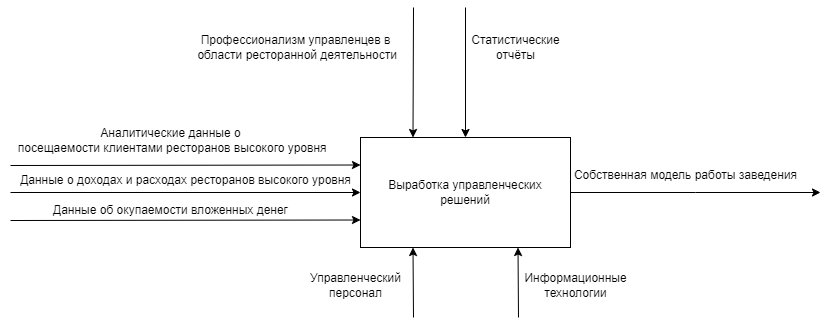 Профессионализм управленцев в
области ресторанной деятельности
Статистические
отчёты
Аналитические данные о
посещаемости клиентами ресторанов высокого уровня
Данные о доходах и расходах ресторанов высокого уровня
Данные об окупаемости вложенных денег
Выработка управленческих
решений
Собственная модель работы заведения
Управленческий
персонал
Информационные
технологии